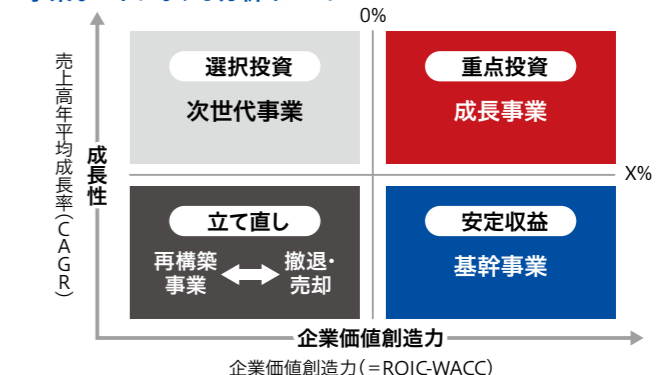 0%
選択投資
次世代事業
重点投資
成長事業
X%
立て直し
再構築
事業
撤退・
売却
安定収益
基幹事業
売上高年平均成長率(CAGR)
成長性
企業価値創造力
企業価値創造力(=ROIC-WACC)